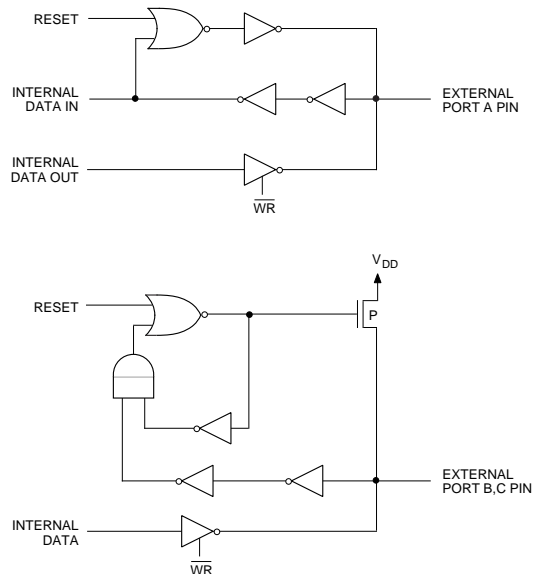 RESET
INTERNAL
DATA IN
EXTERNAL
PORT A PIN
INTERNAL
DATA OUT
WR
VDD
RESET
P
EXTERNAL
PORT B,C PIN
INTERNAL
DATA
WR